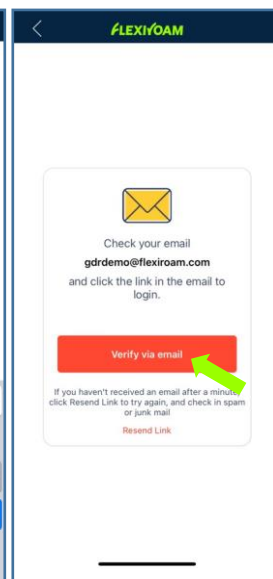 FLEXIROAM
Check your email
gdrdemo@flexiroam.com
and click the link in the email to
login.
Verify via email
If you haven't received an email after a minute,
click Resend Link to try again, and check in spam
or junk mail
Resend Link